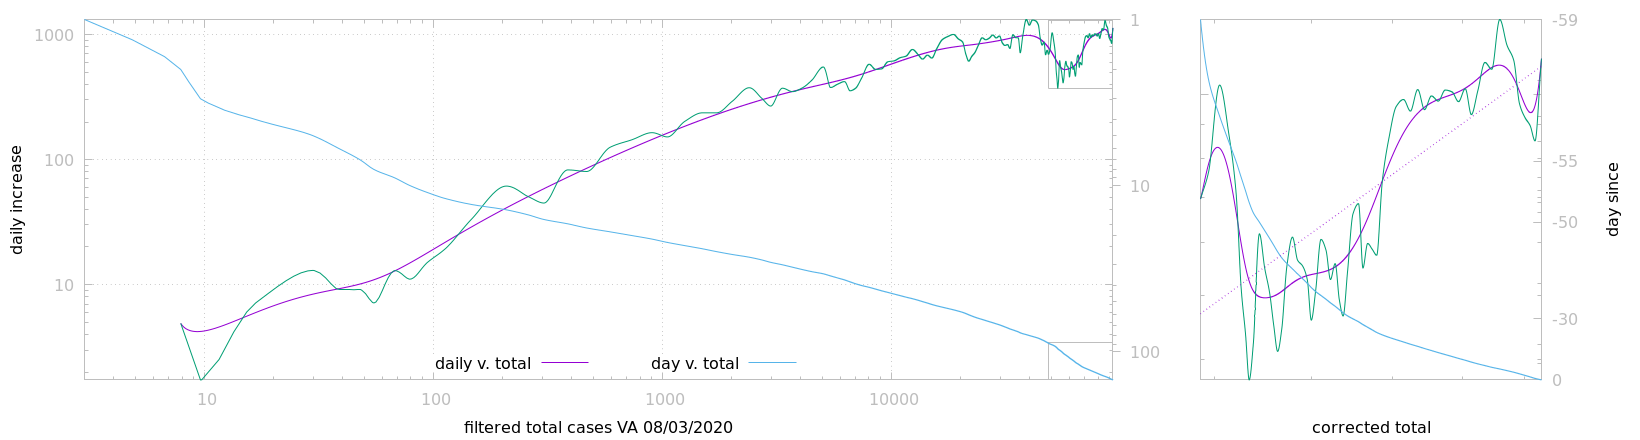 1000
100
10
daily increase
daily v. total
day v. total
10
100
1000
10000
filtered total cases VA 08/03/2020
1
10
100
-59
-55
-50
-30
0
day since
corrected total